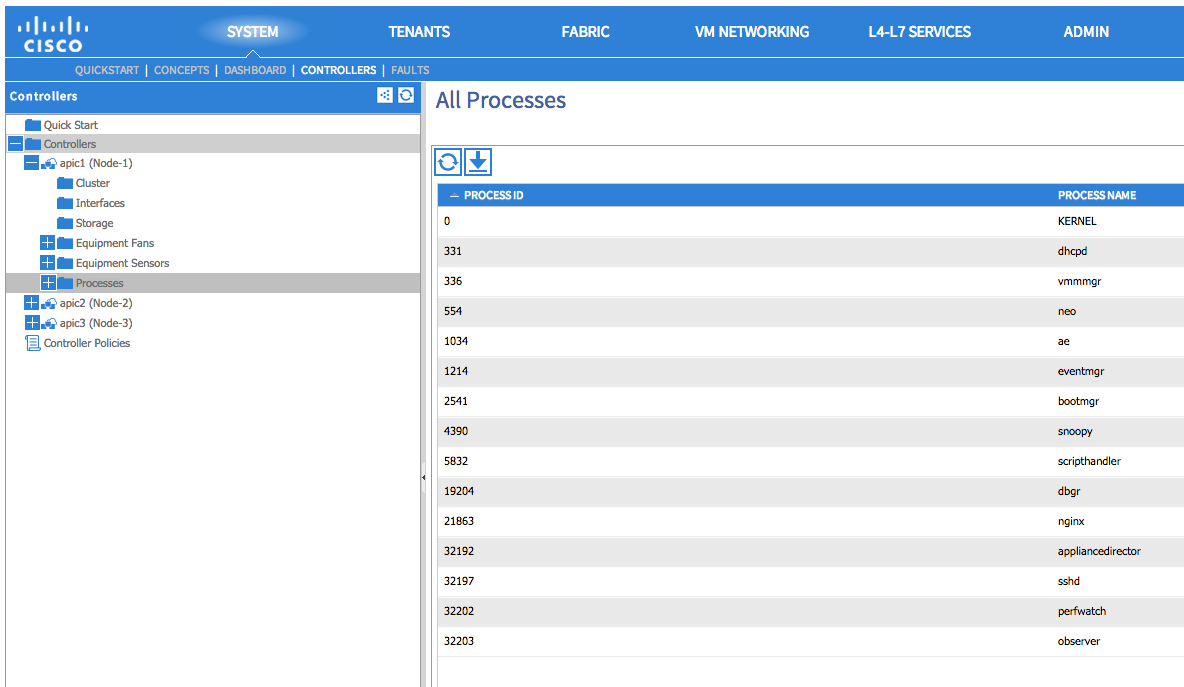 CISCO
SYSTEM TENANTS FABRIC VM NETWORKING L4-L7 SERVICES ADMIN
QUICKSTART | CONCEPTS | DASHBOARD | CONTROLLERS | FAULTS
Controllers
Quick Start
Controllers
apic1 (Node-1)
Cluster
Interfaces
Storage
Equipment Fans
Equipment Sensors
Processes
apic2 (Node-2)
apic3 (Node-3)
Controller Policies
All Processes
PROCESS ID PROCESS NAME
0 KERNEL
331 dhcpd
336 vmmmgr
554 neo
1034 ae
1214 eventmgr
2541 bootmgr
4390 snoopy
5832 scripthandler
19204 dbgr
21863 nginx
32192 appliancedirector
32197 sshd
32202 perfwatch
32203 observer